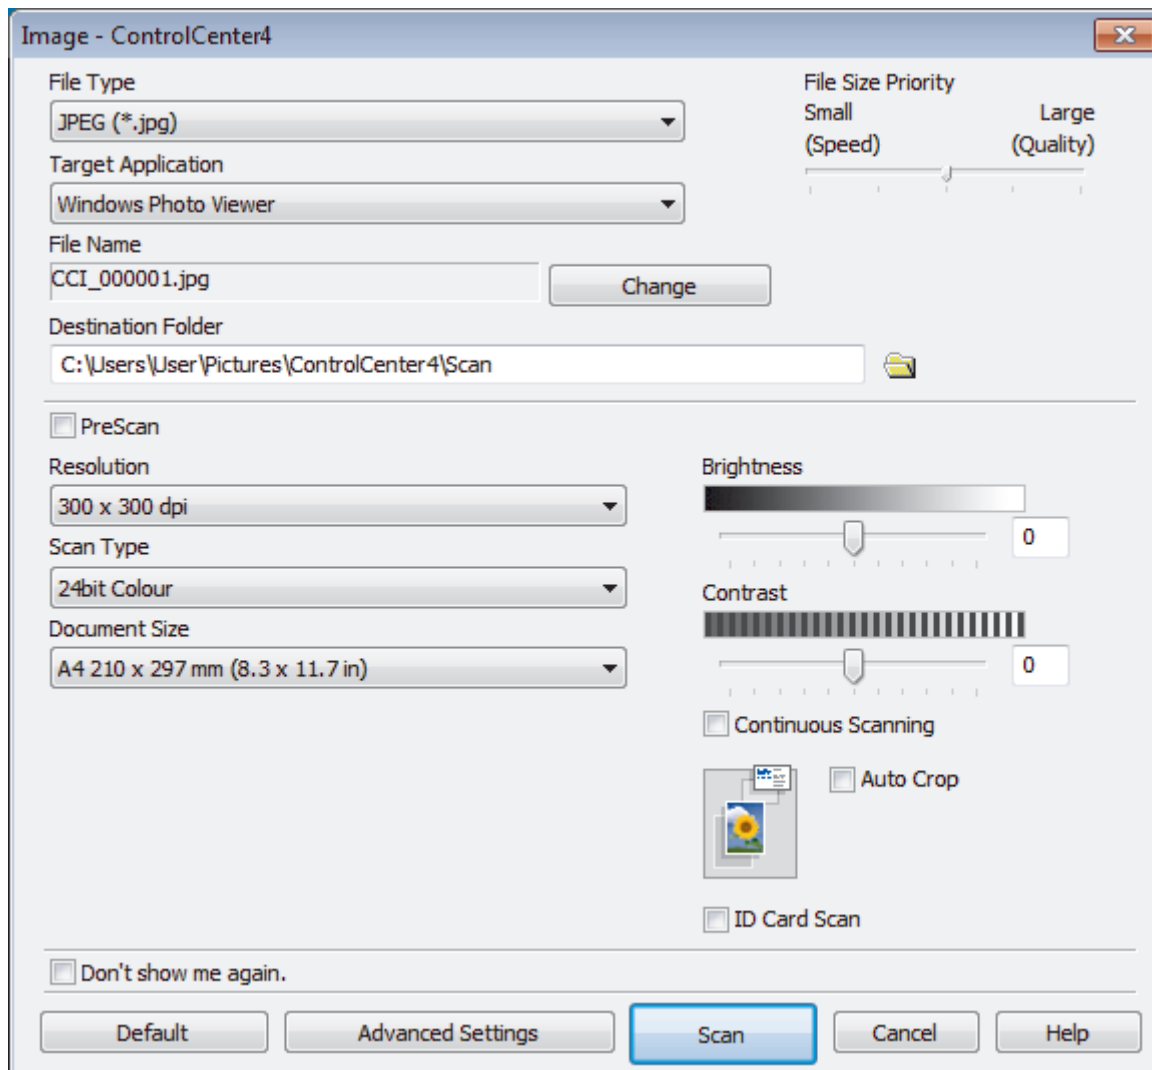 Image - ControlCenter4
File Type
JPEG (*.jpg)
Target Application
Windows Photo Viewer
File Name
CCI_000001.jpg
Change
Destination Folder
C:\Users\User\Pictures\ControlCenter4\Scan
File Size Priority
Small Large
(Speed) (Quality)
PreScan
Resolution
300 x 300 dpi
Scan Type
24bit Colour
Document Size
A4 210 x 297 mm (8.3 x 11.7 in)
Brightness
0
Contrast
0
Continuous Scanning
Auto Crop
ID Card Scan
Don't show me again.
Default Advanced Settings Scan Cancel Help